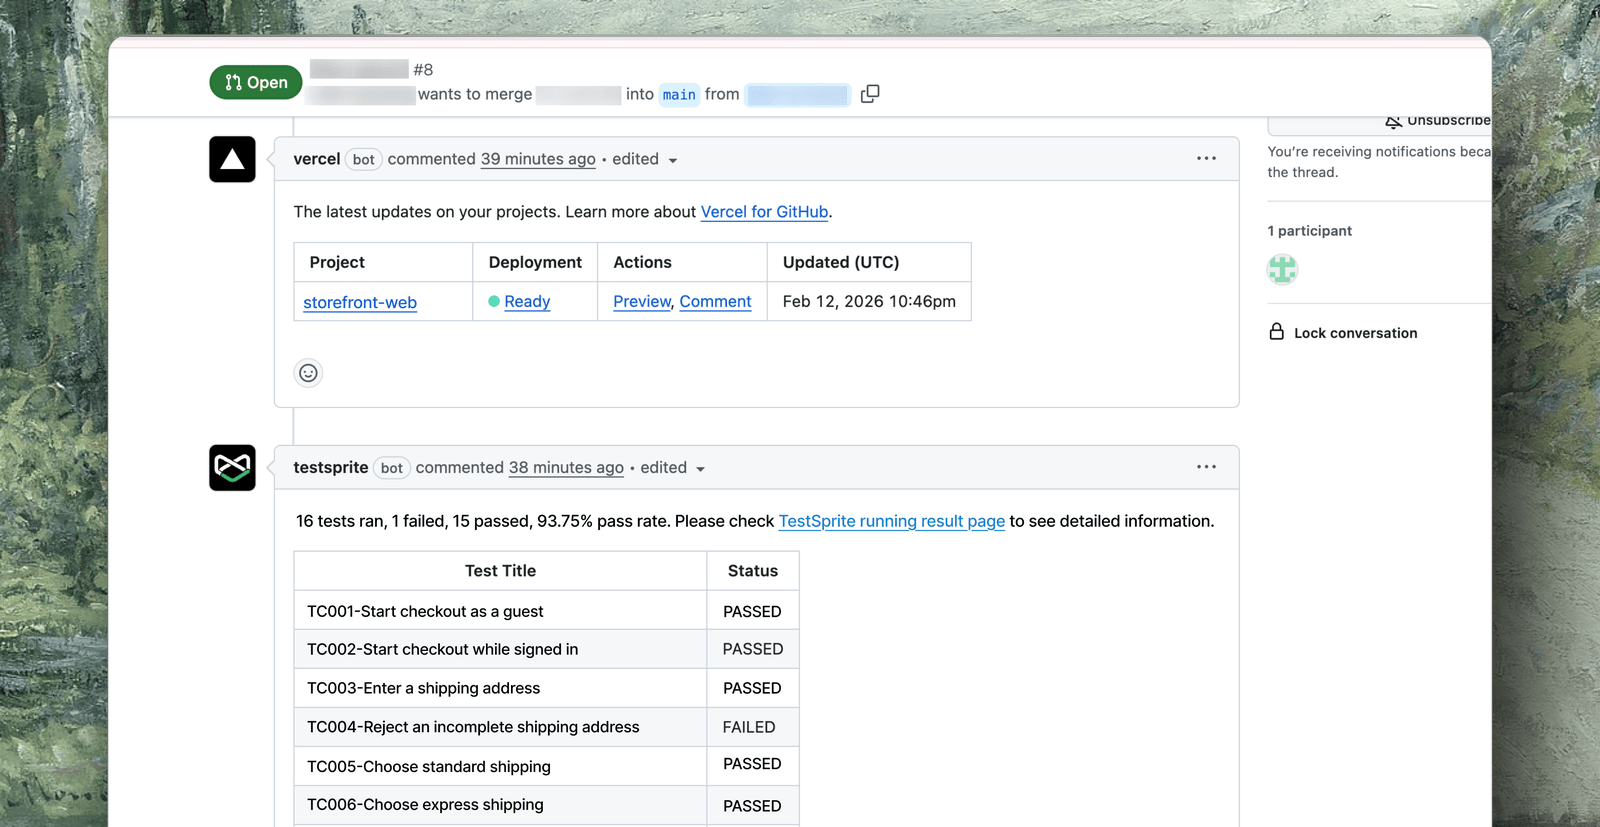 Open
#8
wants to merge into main from
Unsubscribe
You’re receiving notifications beca
the thread.
1 participant
Lock conversation
vercel bot commented 39 minutes ago • edited
The latest updates on your projects. Learn more about Vercel for GitHub.
Project Deployment Actions Updated (UTC)
storefront-web Ready Preview, Comment Feb 12, 2026 10:46pm
testsprite bot commented 38 minutes ago • edited
16 tests ran, 1 failed, 15 passed, 93.75% pass rate. Please check TestSprite running result page to see detailed information.
Test Title Status
TC001-Start checkout as a guest PASSED
TC002-Start checkout while signed in PASSED
TC003-Enter a shipping address PASSED
TC004-Reject an incomplete shipping address FAILED
TC005-Choose standard shipping PASSED
TC006-Choose express shipping PASSED